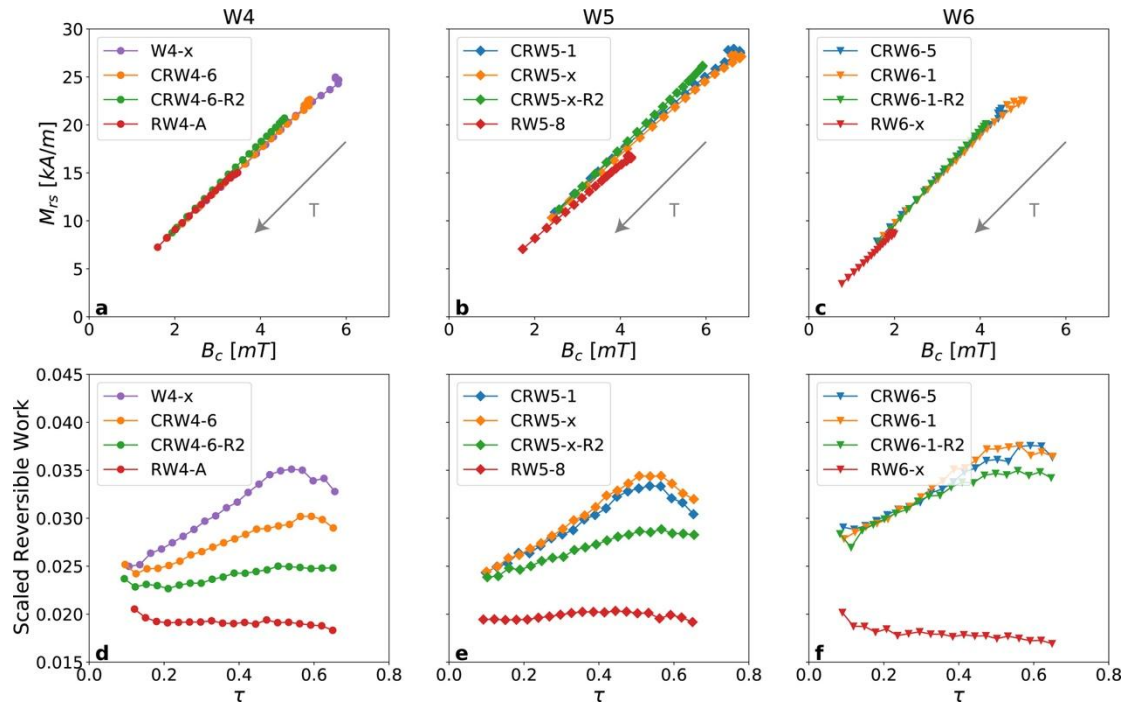 W4
W5
W6
30
25
20
15
10
5
0
M_rs [kA/m]
W4-x
CRW4-6
CRW4-6-R2
RW4-A
T
a
0 2 4 6
B_c [mT]
CRW5-1
CRW5-x
CRW5-x-R2
RW5-8
T
b
0 2 4 6
B_c [mT]
CRW6-5
CRW6-1
CRW6-1-R2
RW6-x
T
c
0 2 4 6
B_c [mT]
0.045
0.040
0.035
0.030
0.025
0.020
0.015
Scaled Reversible Work
W4-x
CRW4-6
CRW4-6-R2
RW4-A
d
0.0 0.2 0.4 0.6 0.8
τ
CRW5-1
CRW5-x
CRW5-x-R2
RW5-8
e
0.0 0.2 0.4 0.6 0.8
τ
CRW6-5
CRW6-1
CRW6-1-R2
RW6-x
f
0.0 0.2 0.4 0.6 0.8
τ